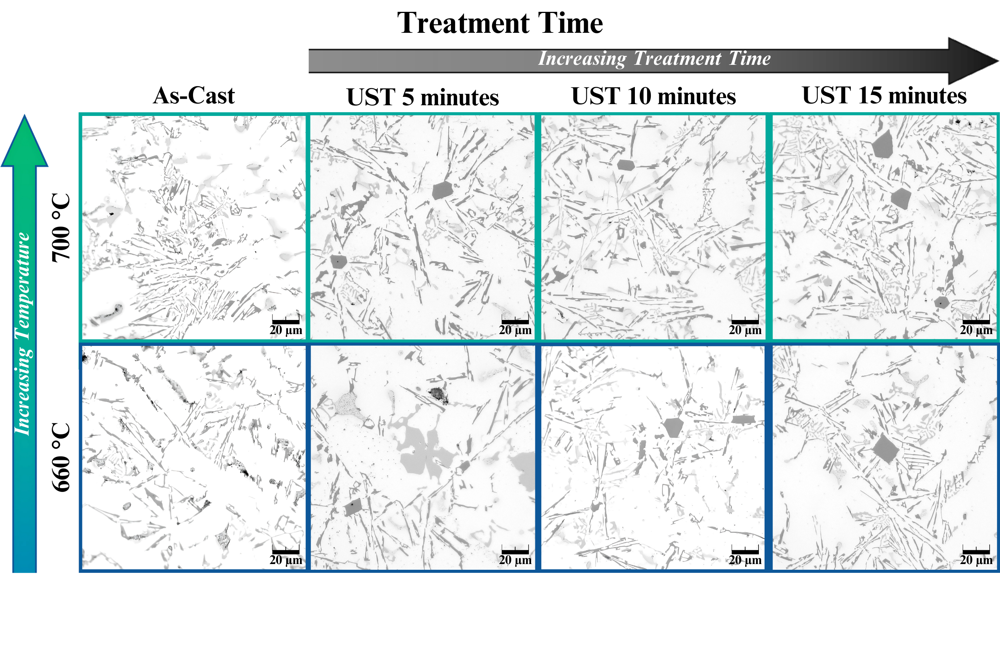 Treatment Time
Increasing Treatment Time
As-Cast
UST 5 minutes
UST 10 minutes
UST 15 minutes
Increasing Temperature
700 °C
20 µm
20 µm
20 µm
20 µm
660 °C
20 µm
20 µm
20 µm
20 µm